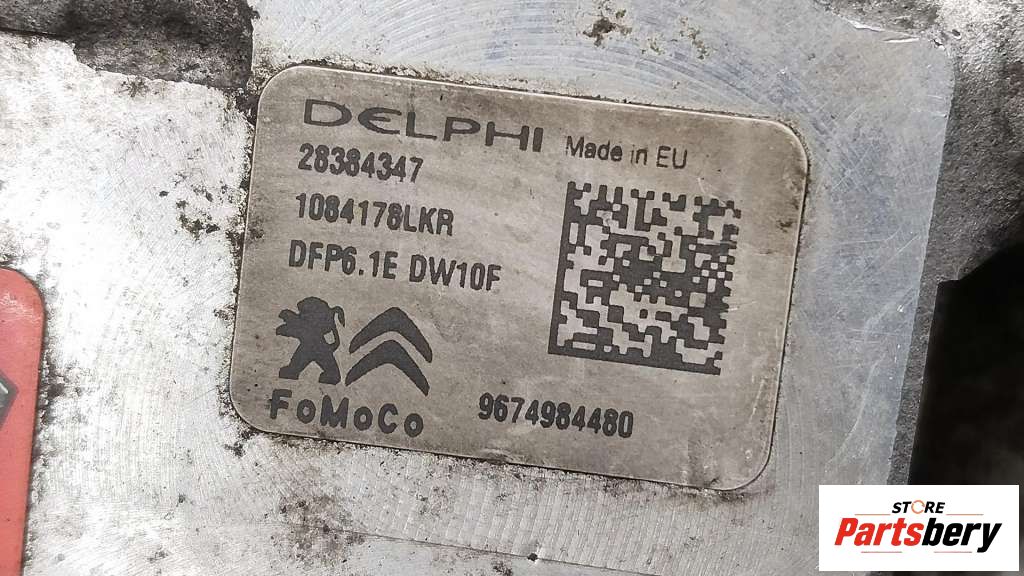 DELPHI Made in EU
28384347
1084178LKR
DFP6.1E DW10F
FoMoCo
9674984480
STORE
Partsbery